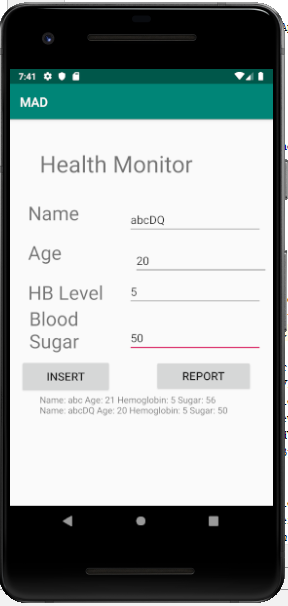 7:41
MAD
Health Monitor
Name
abcDQ
Age
20
HB Level
5
Blood
Sugar
50
INSERT
REPORT
Name: abc Age: 21 Hemoglobin: 5 Sugar: 56
Name: abcDQ Age: 20 Hemoglobin: 5 Sugar: 50